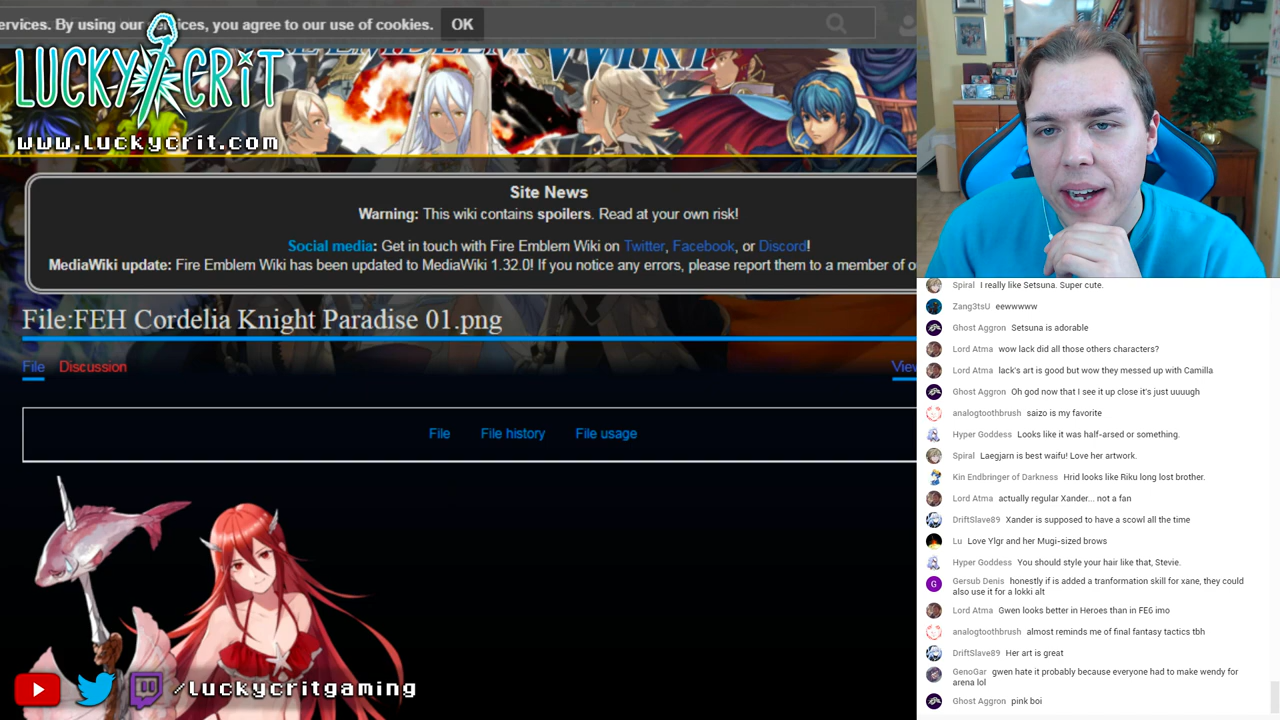 ervices. By using our services, you agree to our use of cookies.
OK
LUCKY CRIT
www.Luckycrit.com
Site News
Warning: This wiki contains spoilers. Read at your own risk!
Social media: Get in touch with Fire Emblem Wiki on Twitter, Facebook, or Discord!
MediaWiki update: Fire Emblem Wiki has been updated to MediaWiki 1.32.0! If you notice any errors, please report them to a member of o
File:FEH Cordelia Knight Paradise 01.png
File Discussion
View
File File history File usage
/luckycritgaming
Spiral I really like Setsuna. Super cute.
Zang3tsU eewwwww
Ghost Aggron Setsuna is adorable
Lord Atma wow lack did all those others characters?
Lord Atma lack's art is good but wow they messed up with Camilla
Ghost Aggron Oh god now that I see it up close it's just uuuugh
analogtoothbrush saizo is my favorite
Hyper Goddess Looks like it was half-arsed or something.
Spiral Laegjarn is best waifu! Love her artwork.
Kin Endbringer of Darkness Hrid looks like Riku long lost brother.
Lord Atma actually regular Xander... not a fan
DriftSlave89 Xander is supposed to have a scowl all the time
Lu Love Ylgr and her Mugi-sized brows
Hyper Goddess You should style your hair like that, Stevie.
G
Gersub Denis honestly if is added a tranformation skill for xane, they could
also use it for a lokki alt
Lord Atma Gwen looks better in Heroes than in FE6 imo
analogtoothbrush almost reminds me of final fantasy tactics tbh
DriftSlave89 Her art is great
GenoGar gwen hate it probably because everyone had to make wendy for
arena lol
Ghost Aggron pink boi